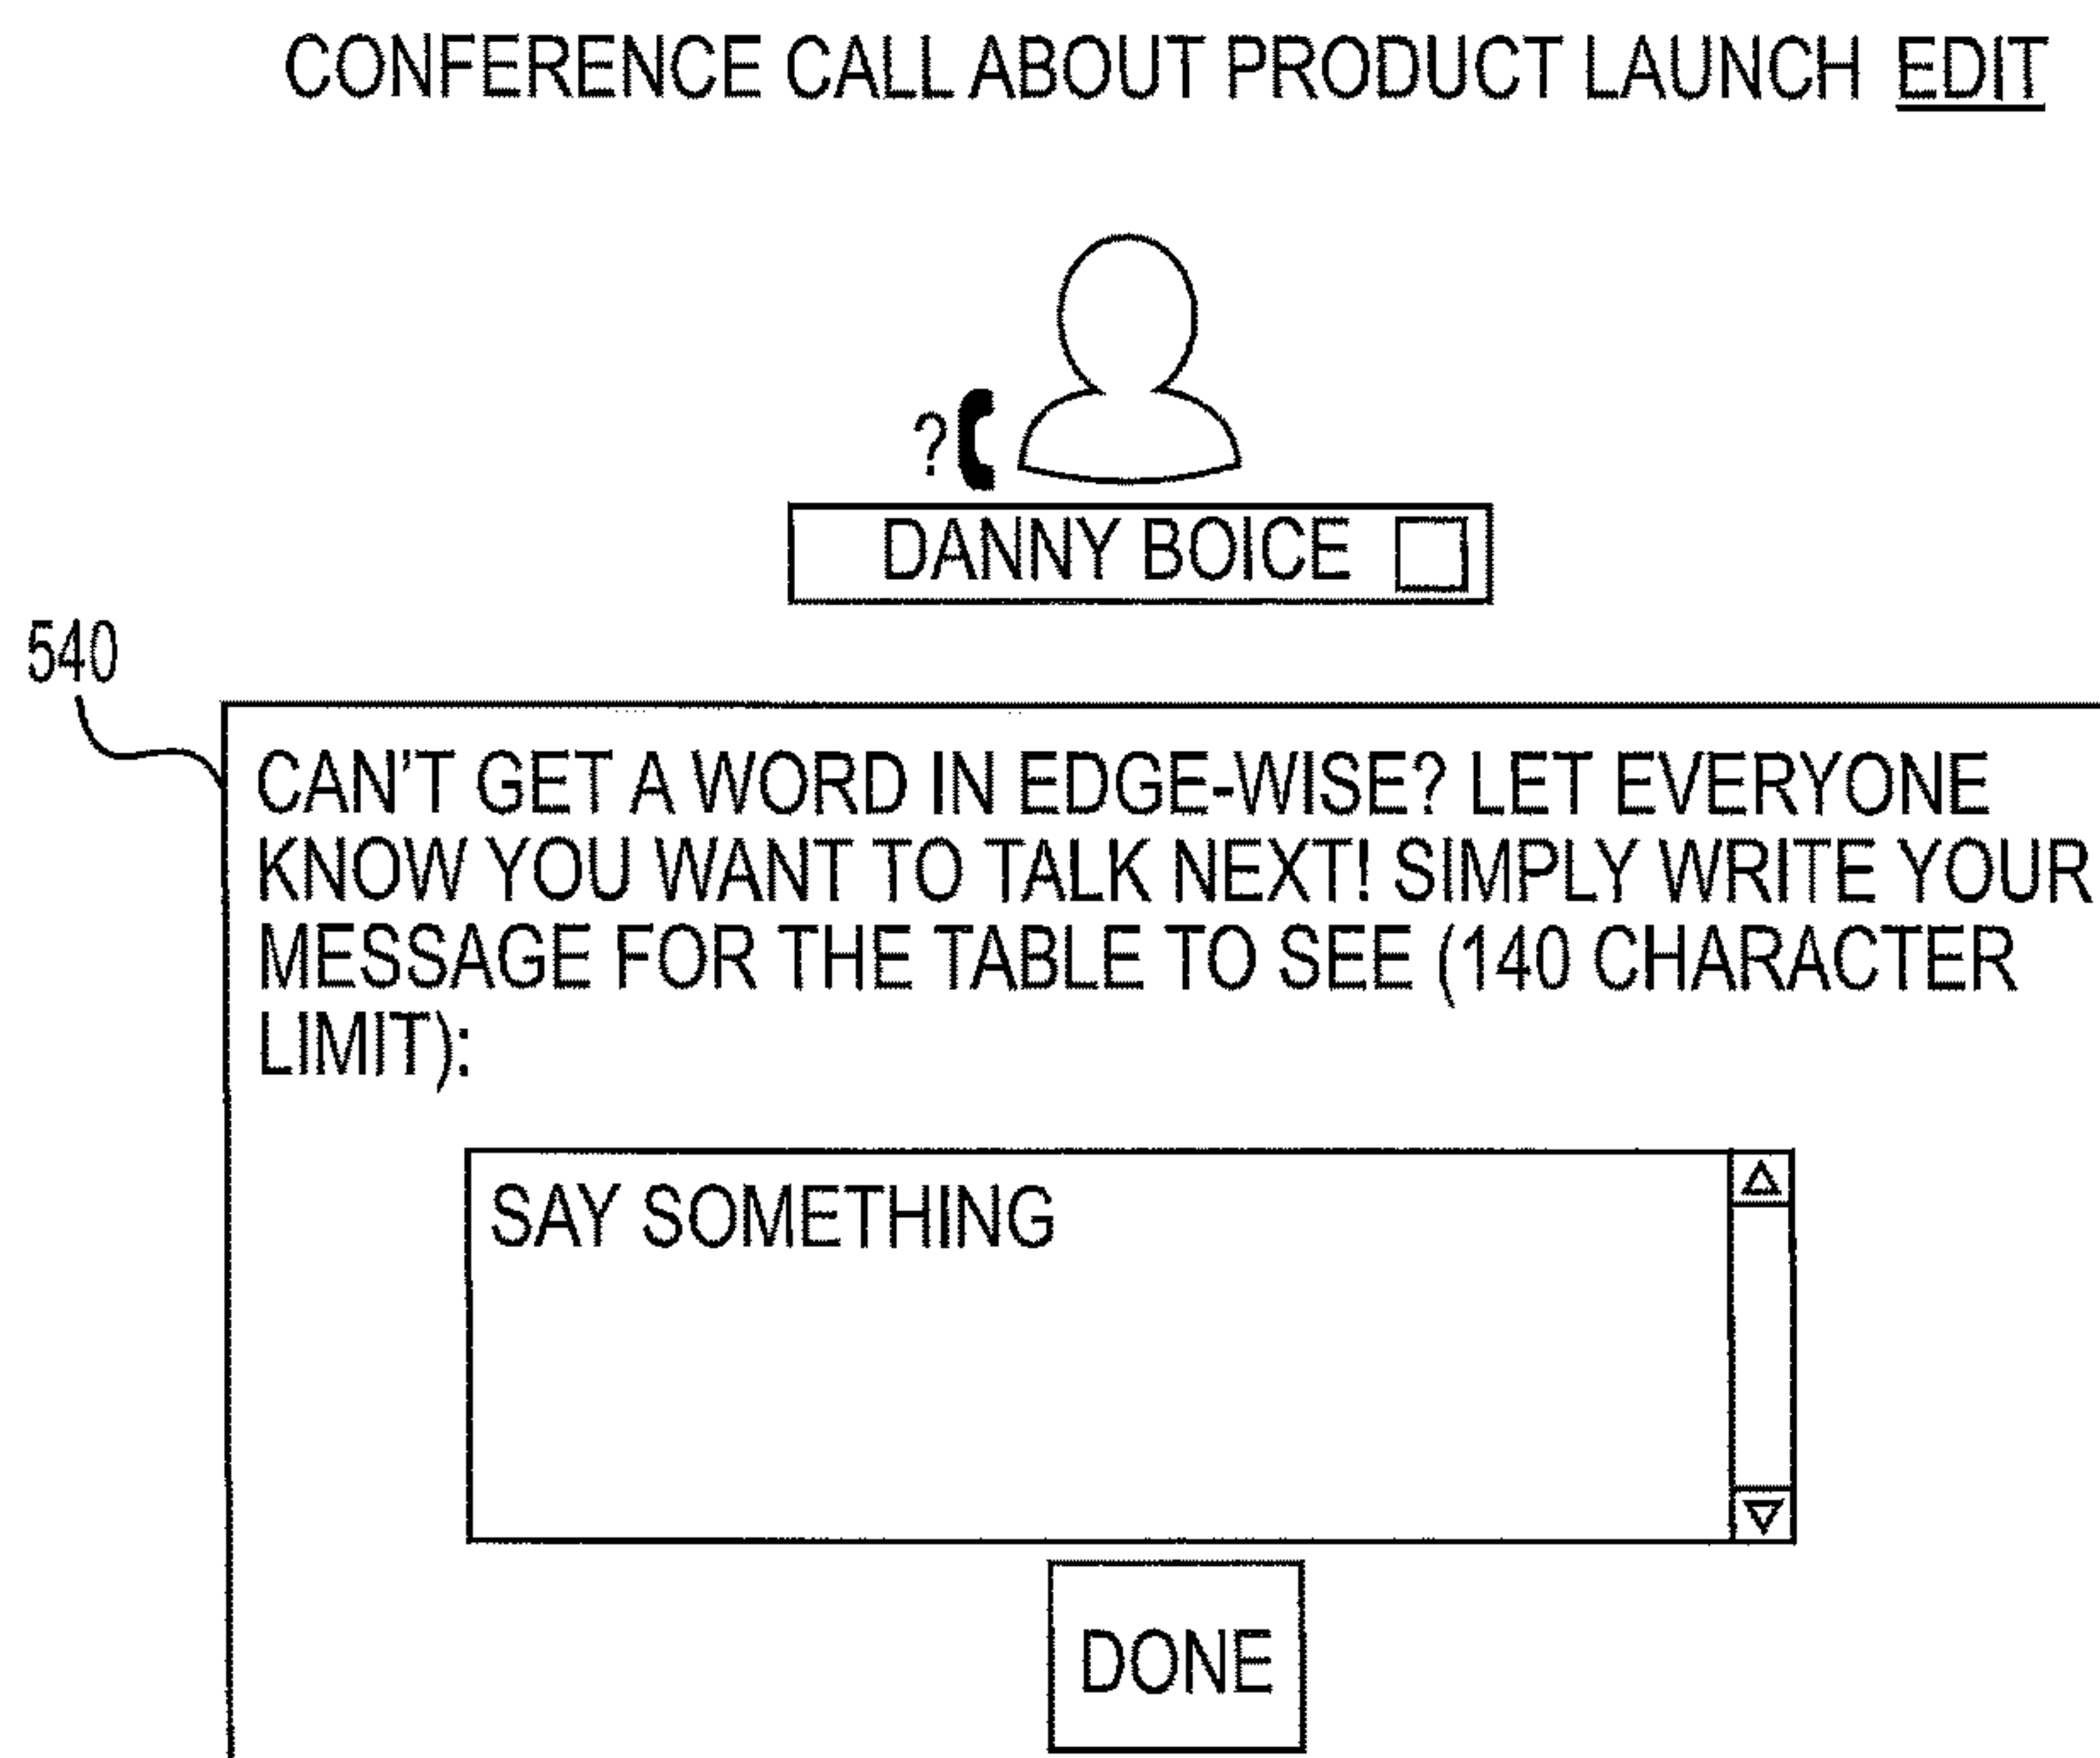 CONFERENCE CALL ABOUT PRODUCT LAUNCH EDIT
?
DANNY BOICE
540
CAN'T GET A WORD IN EDGE-WISE? LET EVERYONE
KNOW YOU WANT TO TALK NEXT! SIMPLY WRITE YOUR
MESSAGE FOR THE TABLE TO SEE (140 CHARACTER
LIMIT):
SAY SOMETHING
DONE